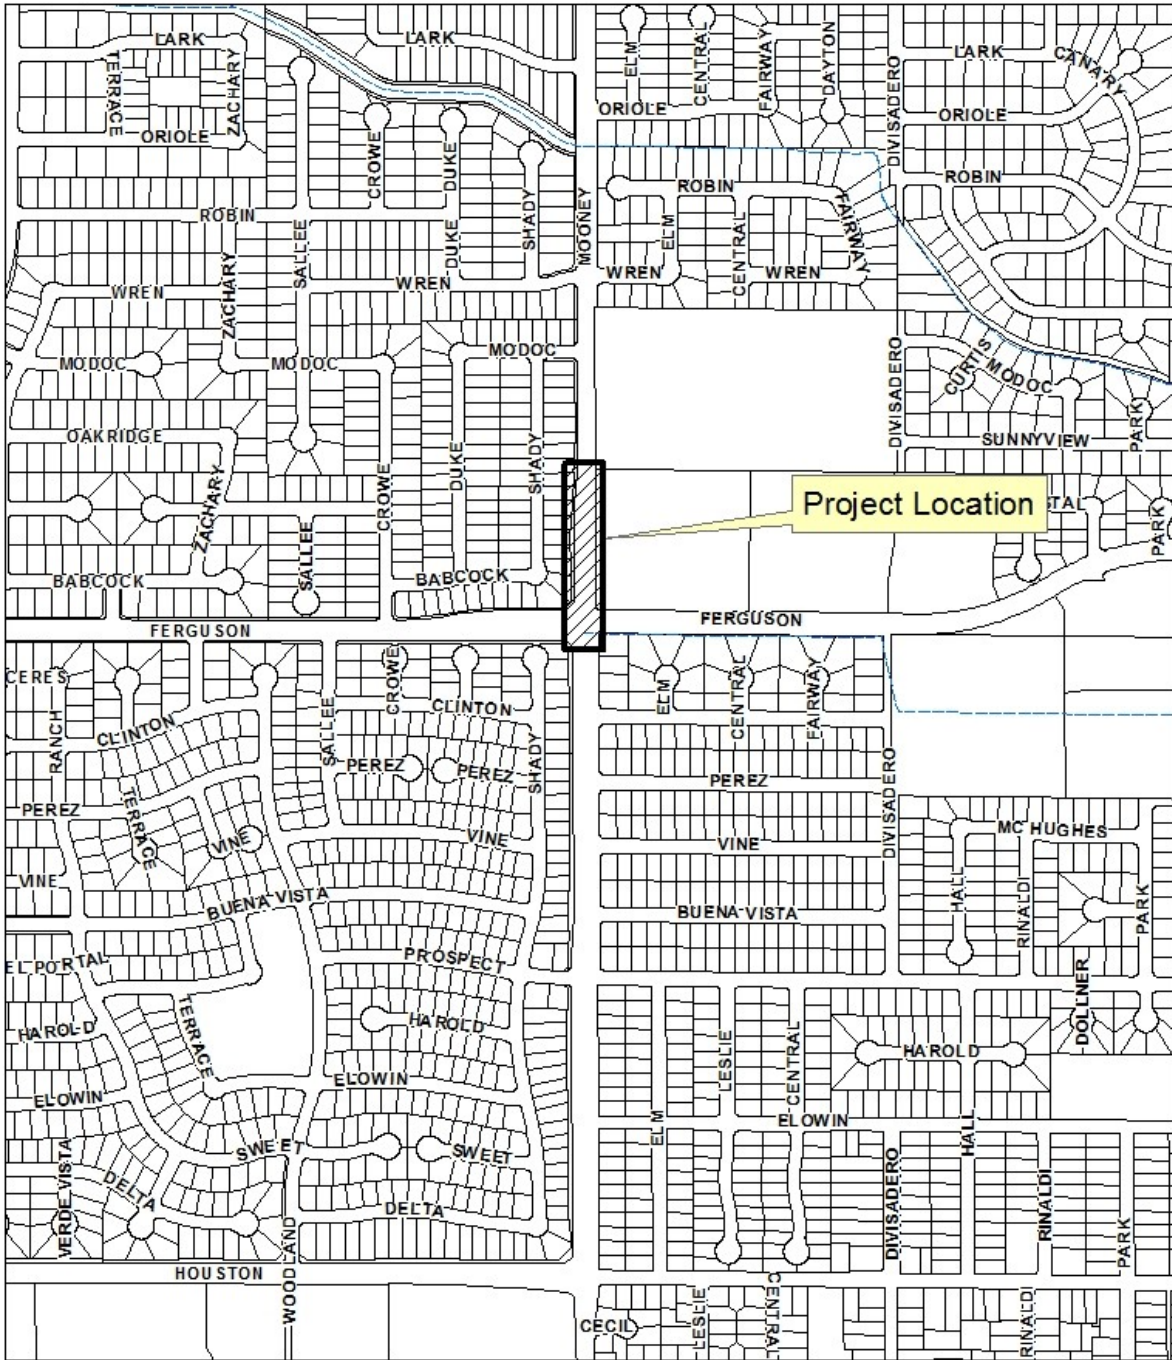 LARK
LARK
ELM
CENTRAL
FAIRWAY
DAYTON
LARK
CANARY
TERRACE
ZACHARY
ORIOLE
ORIOLE
DIVISADERO
ORIOLE
CROWE
DUKE
SHADY
MOONEY
ROBIN
ROBIN
ROBIN
SALLEE
DUKE
ELM
CENTRAL
FAIRWAY
WREN
ZACHARY
WREN
WREN
WREN
MODOC
MODOC
MODOC
DIVISADERO
CURTIS
MODOC
OAKRIDGE
CROWE
DUKE
SHADY
SUNNYVIEW
PARK
ZACHARY
SALLEE
Project Location
TAL
PARK
BABCOCK
BABCOCK
FERGUSON
FERGUSON
CERES
RANCH
CLINTON
SALLEE
CROWE
CLINTON
SHADY
ELM
CENTRAL
FAIRWAY
PEREZ
TERRACE
PEREZ
PEREZ
PEREZ
DIVISADERO
VINE
VINE
VINE
VINE
MC HUGHES
BUENA VISTA
BUENA VISTA
HALL
RINALDI
PARK
EL PORTAL
PROSPECT
DOLLNER
HAROLD
TERRACE
HAROLD
LESLIE
CENTRAL
HAROLD
ELOWIN
ELOWIN
ELM
ELOWIN
HALL
SWEET
SWEET
VERDE VISTA
DELTA
DELTA
DIVISADERO
RINALDI
PARK
HOUSTON
WOODLAND
CECIL
LESLIE
CENTRAL
RINALDI